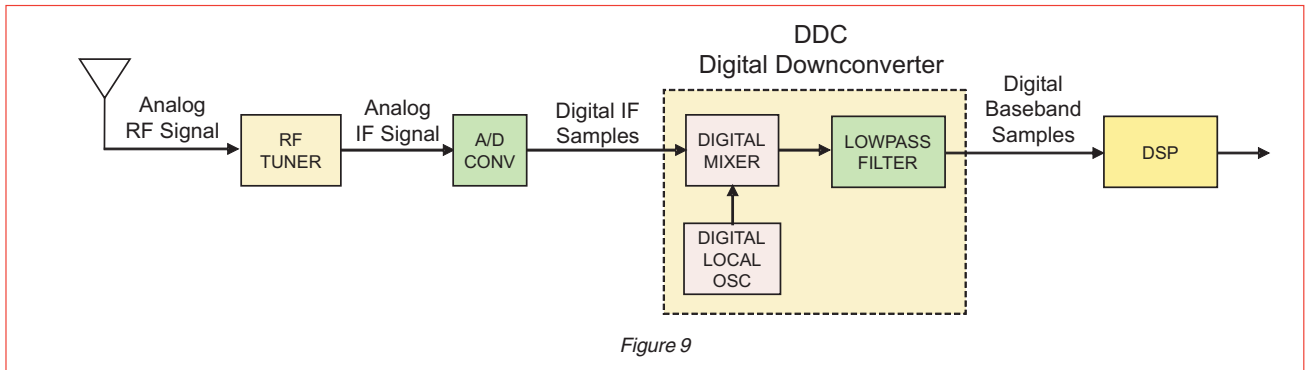 DDC
Digital Downconverter
Analog
RF Signal
RF
TUNER
Analog
IF Signal
A/D
CONV
Digital IF
Samples
DIGITAL
MIXER
DIGITAL
LOCAL
OSC
LOWPASS
FILTER
Digital
Baseband
Samples
DSP
Figure 9